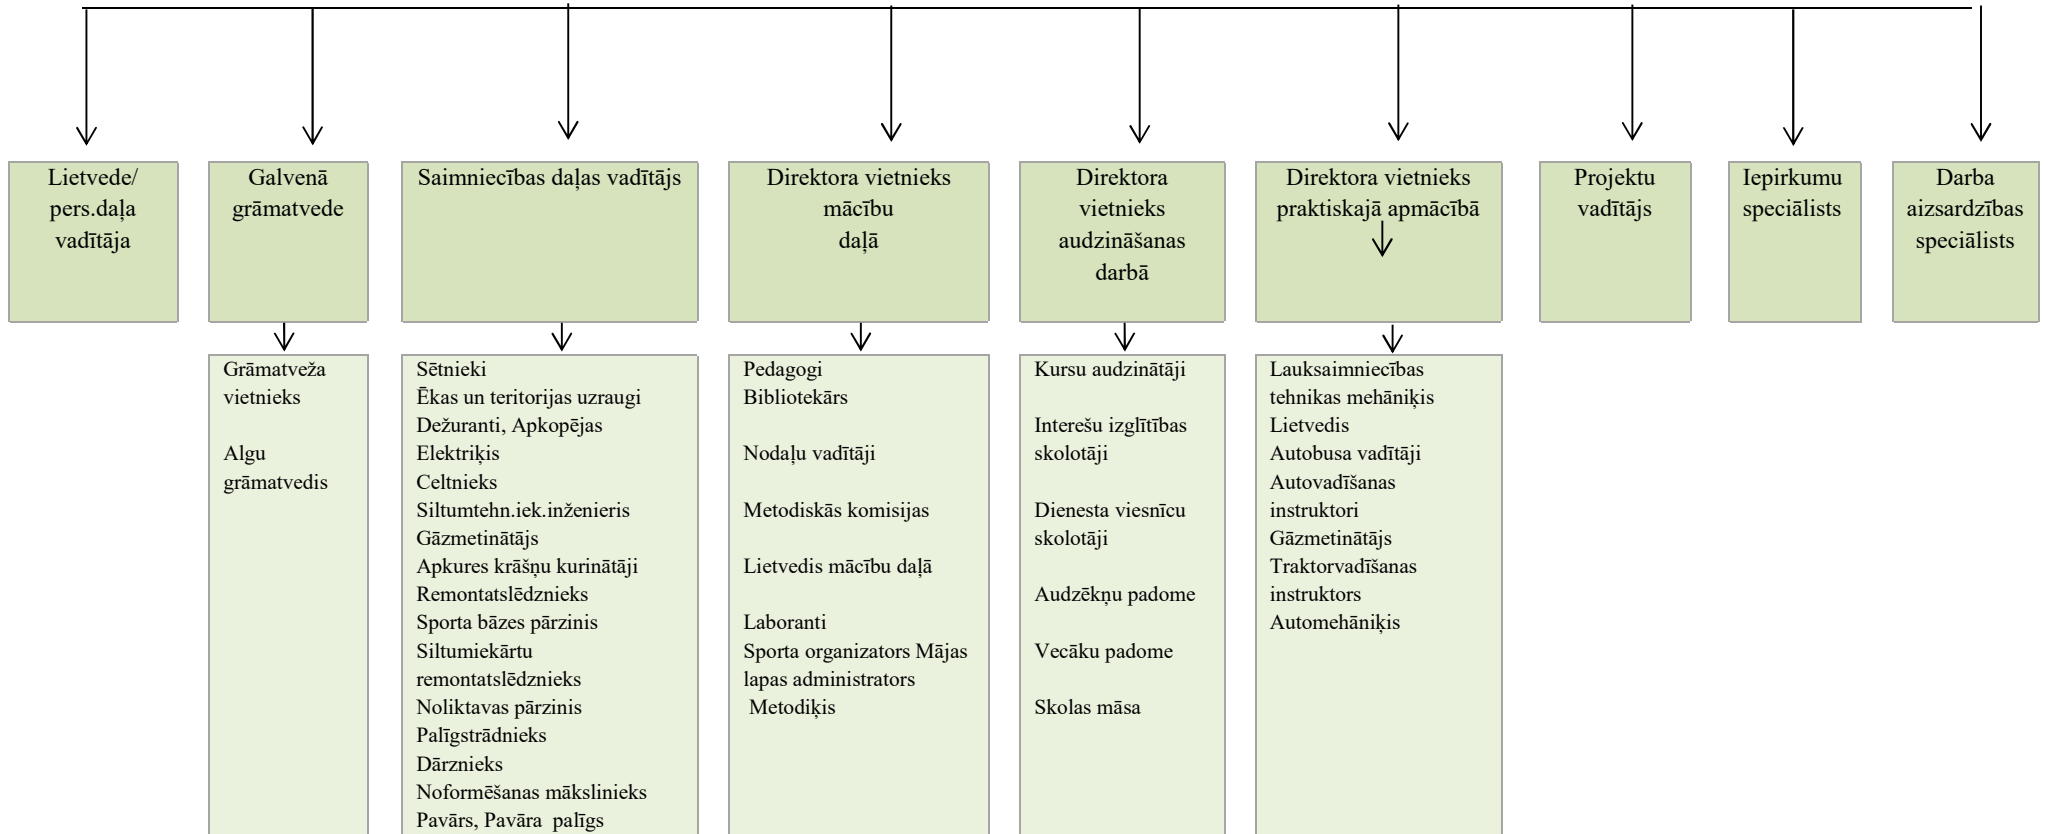 Lietvede/
pers.daļa
vadītāja
Galvenā
grāmatvede
Saimniecības daļas vadītājs
Direktora vietnieks
mācību
daļā
Direktora
vietnieks
audzināšanas
darbā
Direktora vietnieks
praktiskajā apmācībā
Projektu
vadītājs
Iepirkumu
speciālists
Darba
aizsardzības
speciālists
Grāmatveža
vietnieks
Algu
grāmatvedis
Sētnieki
Ēkas un teritorijas uzraugi
Dežuranti, Apkopējas
Elektriķis
Celtnieks
Siltumtehn.iek.inženieris
Gāzmetinātājs
Apkures krāšņu kurinātāji
Remontatslēdznieks
Sporta bāzes pārzinis
Siltumiekārtu
remontatslēdznieks
Noliktavas pārzinis
Palīgstrādnieks
Dārznieks
Noformēšanas mākslinieks
Pavārs, Pavāra palīgs
Pedagogi
Bibliotekārs
Nodaļu vadītāji
Metodiskās komisijas
Lietvedis mācību daļā
Laboranti
Sporta organizators Mājas
lapas administrators
Metodiķis
Kursu audzinātāji
Interešu izglītības
skolotāji
Dienesta viesnīcu
skolotāji
Audzēkņu padome
Vecāku padome
Skolas māsa
Lauksaimniecības
tehnikas mehāniķis
Lietvedis
Autobusa vadītāji
Autovadīšanas
instruktori
Gāzmetinātājs
Traktorvadīšanas
instruktors
Automehāniķis